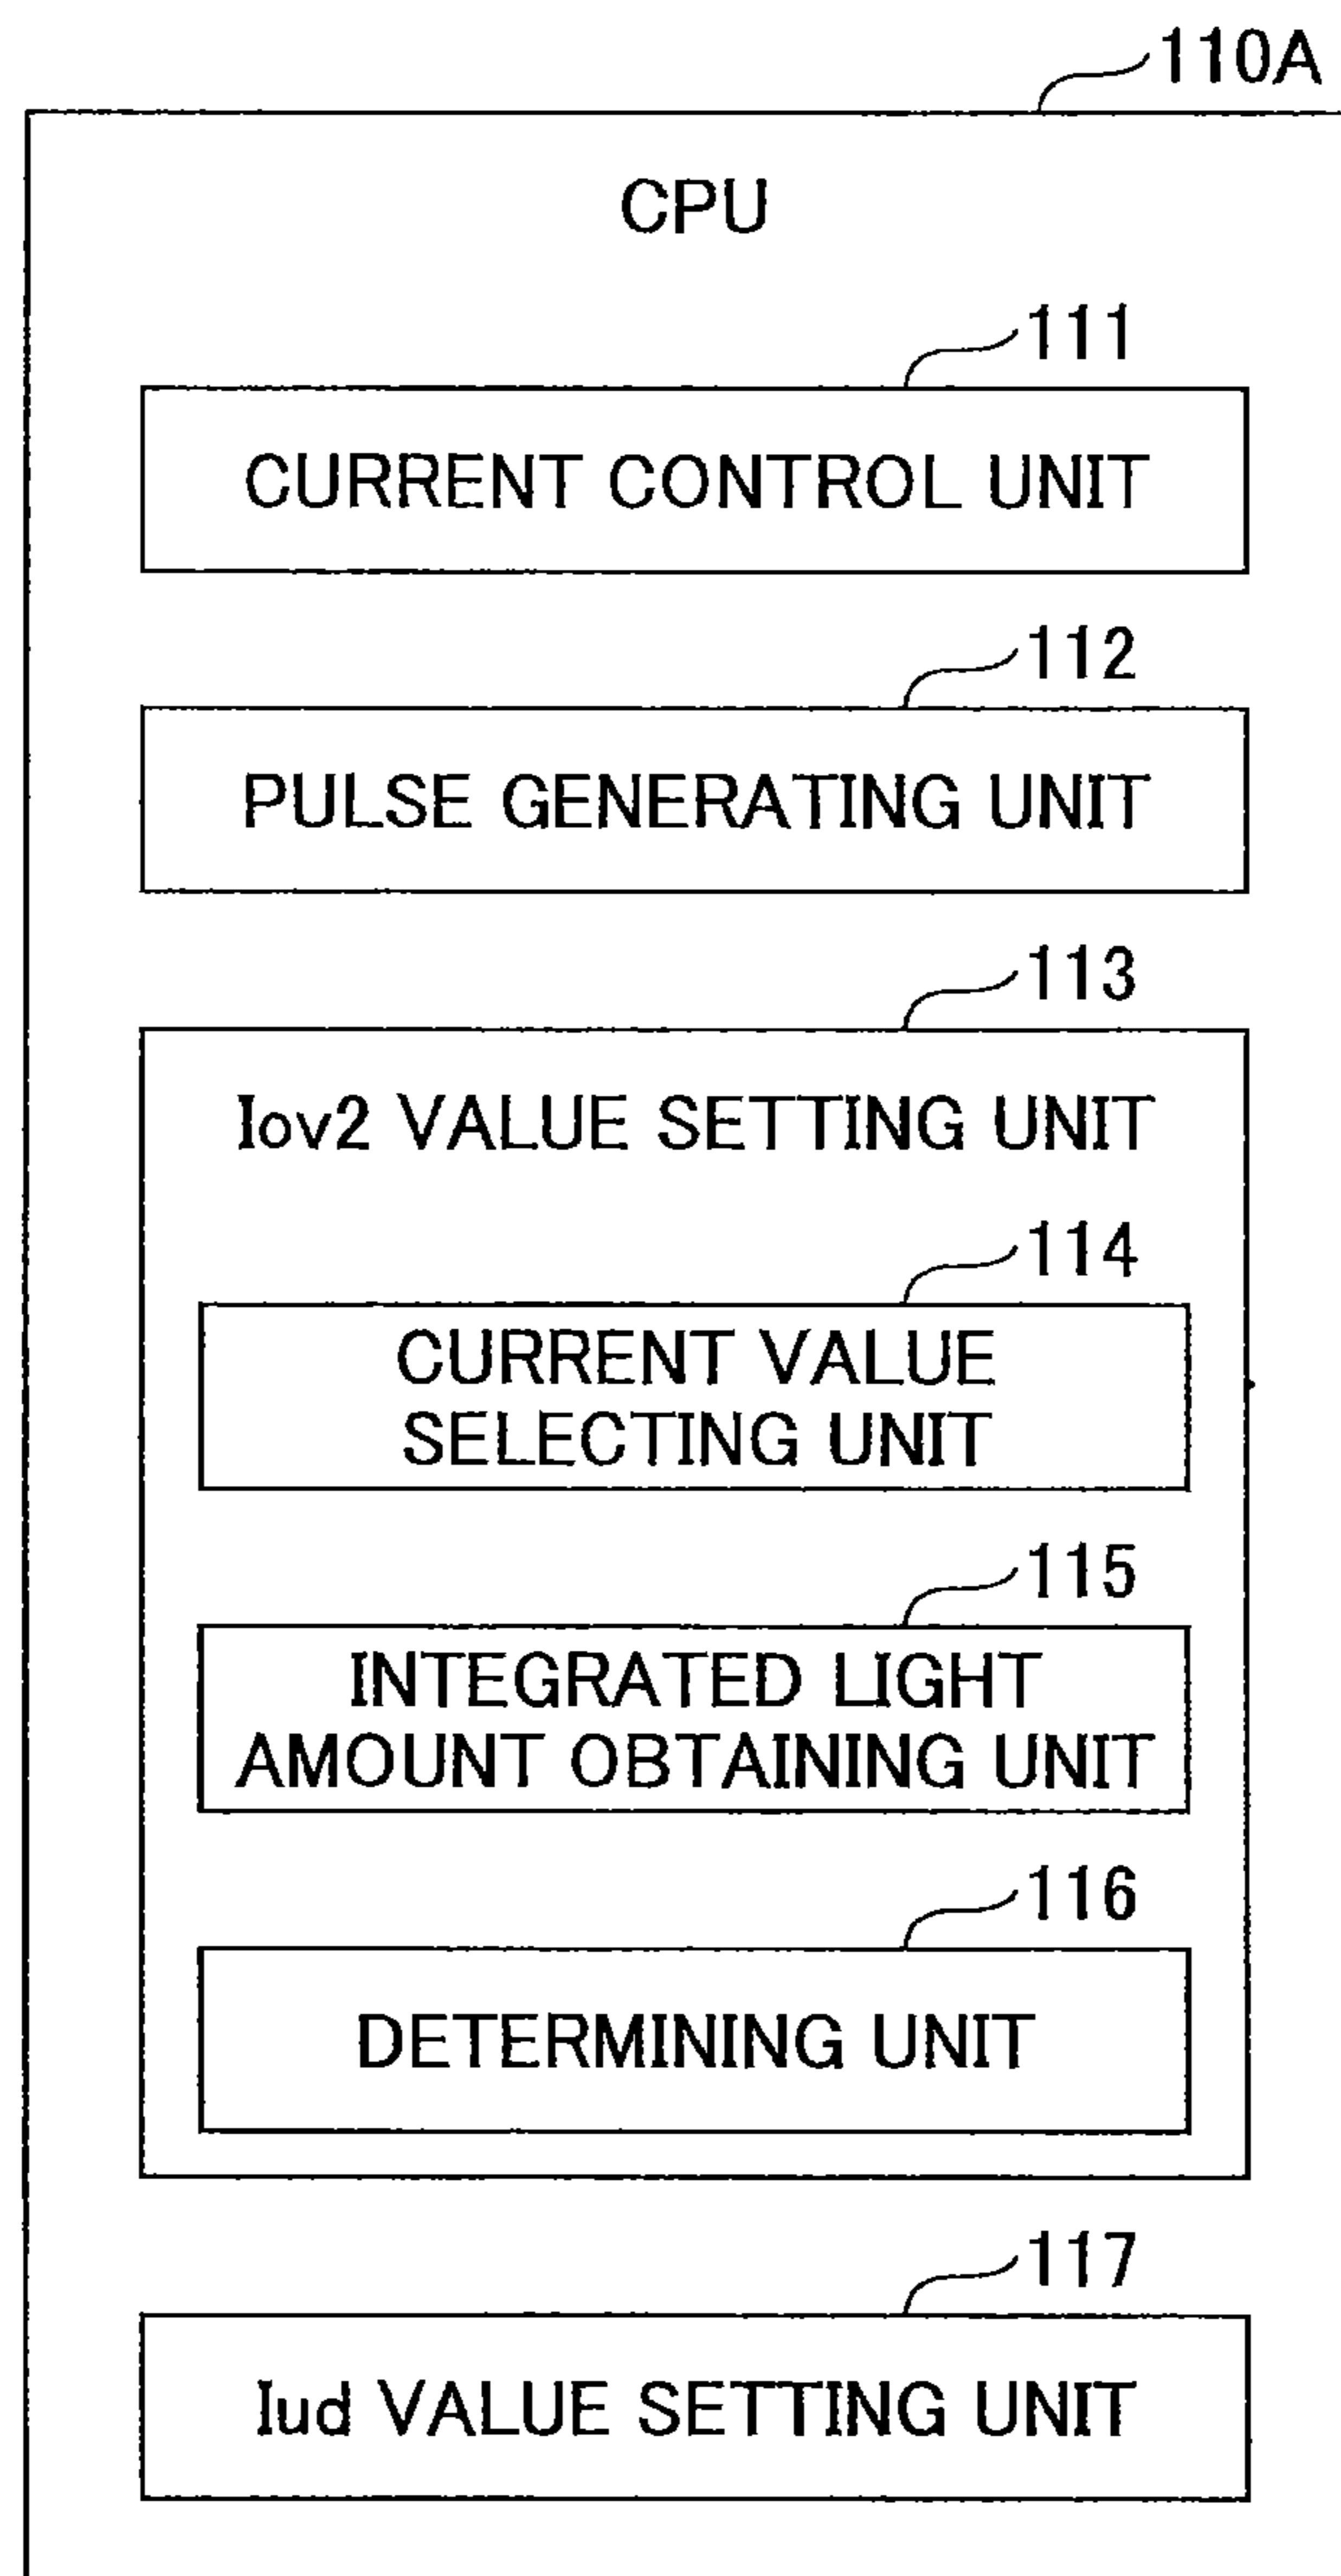 110A
CPU
111
CURRENT CONTROL UNIT
112
PULSE GENERATING UNIT
113
Iov2 VALUE SETTING UNIT
114
CURRENT VALUE
SELECTING UNIT
115
INTEGRATED LIGHT
AMOUNT OBTAINING UNIT
116
DETERMINING UNIT
117
Iud VALUE SETTING UNIT